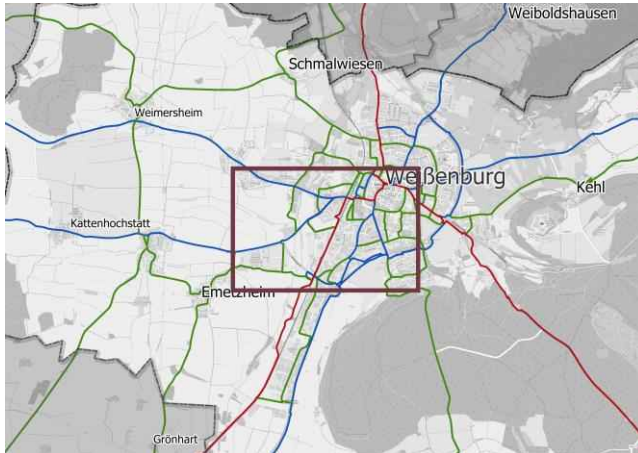 Weiboldshausen
Schmalwiesen
Weimersheim
Weißenburg
Kehl
Kattenhochstatt
Emetzheim
Grönhart